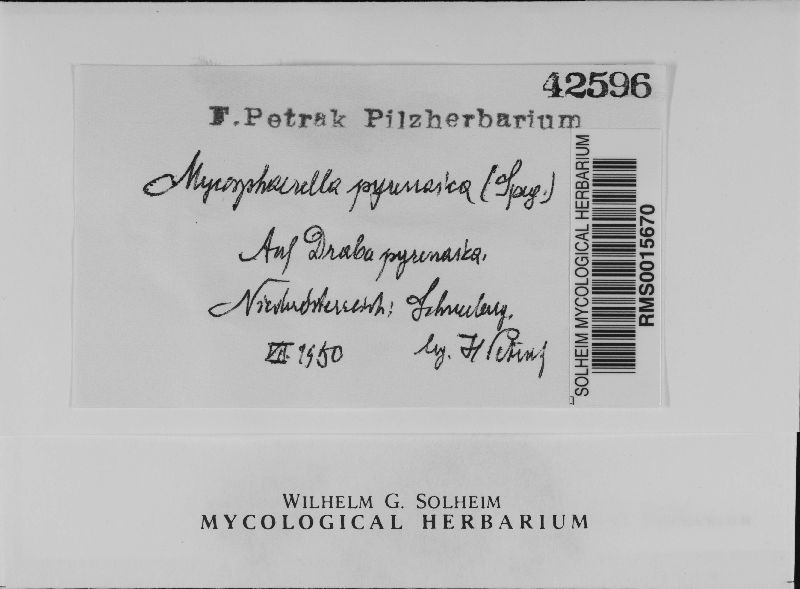 42596
F. Petrak Pilzherbarium
Mycosphaerella pyrenaica (Speg.)
Auf Draba pyrenaica.
Niederösterreich: Schneeberg.
VII. 1950 leg. F. Petrak
SOLHEIM MYCOLOGICAL HERBARIUM
RMS0015670
WILHELM G. SOLHEIM
MYCOLOGICAL HERBARIUM